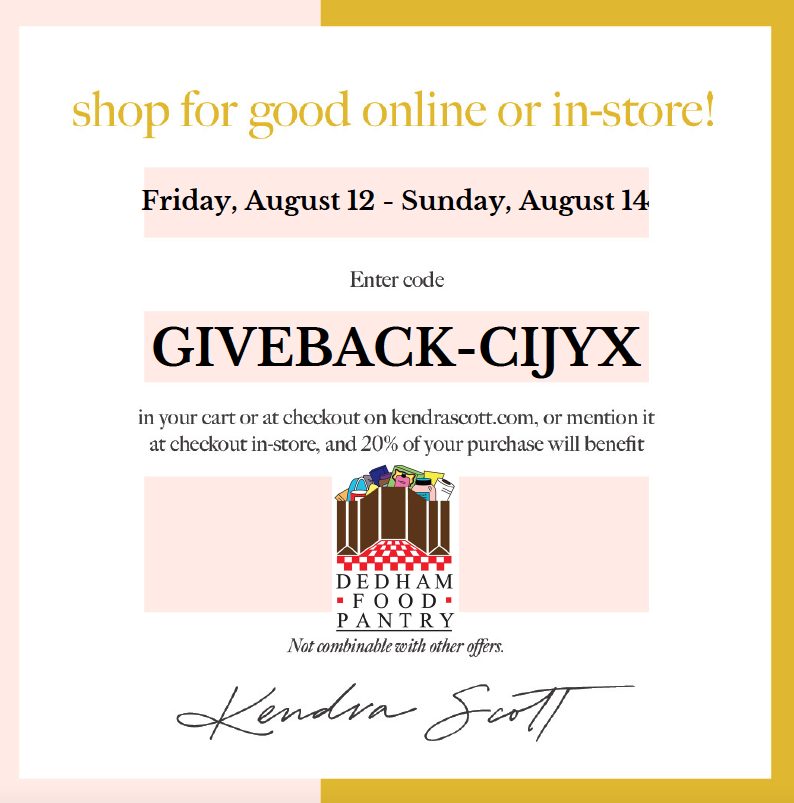 shop for good online or in-store!
Friday, August 12 - Sunday, August 14
Enter code
GIVEBACK-CIJYX
in your cart or at checkout on kendrascott.com, or mention it
at checkout in-store, and 20% of your purchase will benefit
DEDHAM
FOOD
PANTRY
Not combinable with other offers.
Kendra Scott